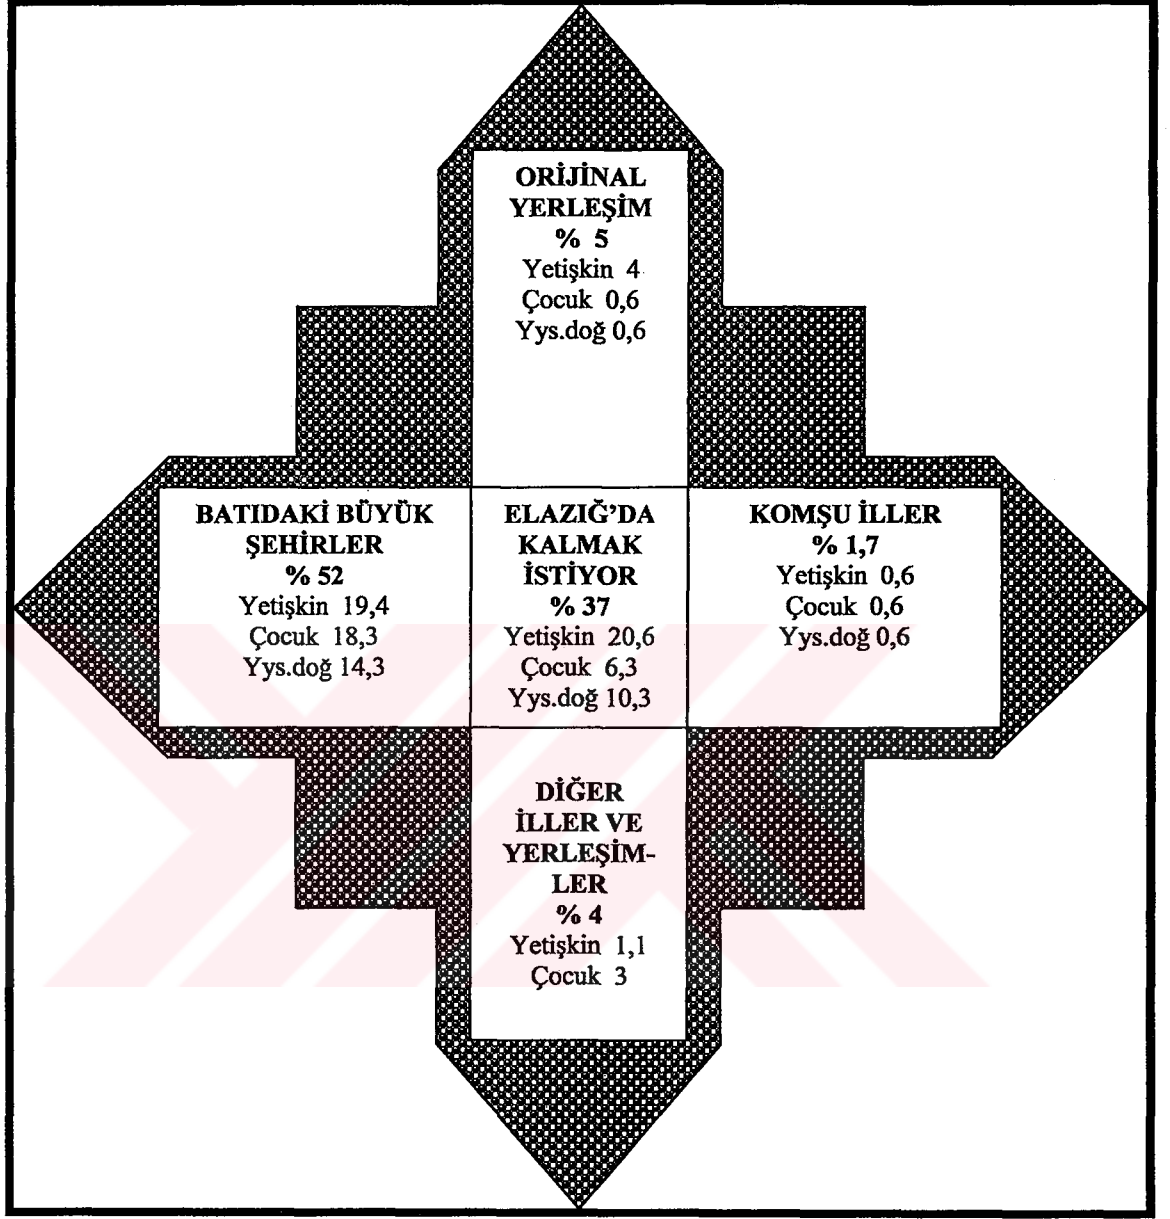 ORİJİNAL
YERLEŞİM
% 5
Yetişkin 4
Çocuk 0,6
Yys.doğ 0,6
BATIDAKİ BÜYÜK
ŞEHİRLER
% 52
Yetişkin 19,4
Çocuk 18,3
Yys.doğ 14,3
ELAZIĞ’DA
KALMAK
İSTİYOR
% 37
Yetişkin 20,6
Çocuk 6,3
Yys.doğ 10,3
KOMŞU İLLER
% 1,7
Yetişkin 0,6
Çocuk 0,6
Yys.doğ 0,6
DİĞER
İLLER VE
YERLEŞİM-
LER
% 4
Yetişkin 1,1
Çocuk 3